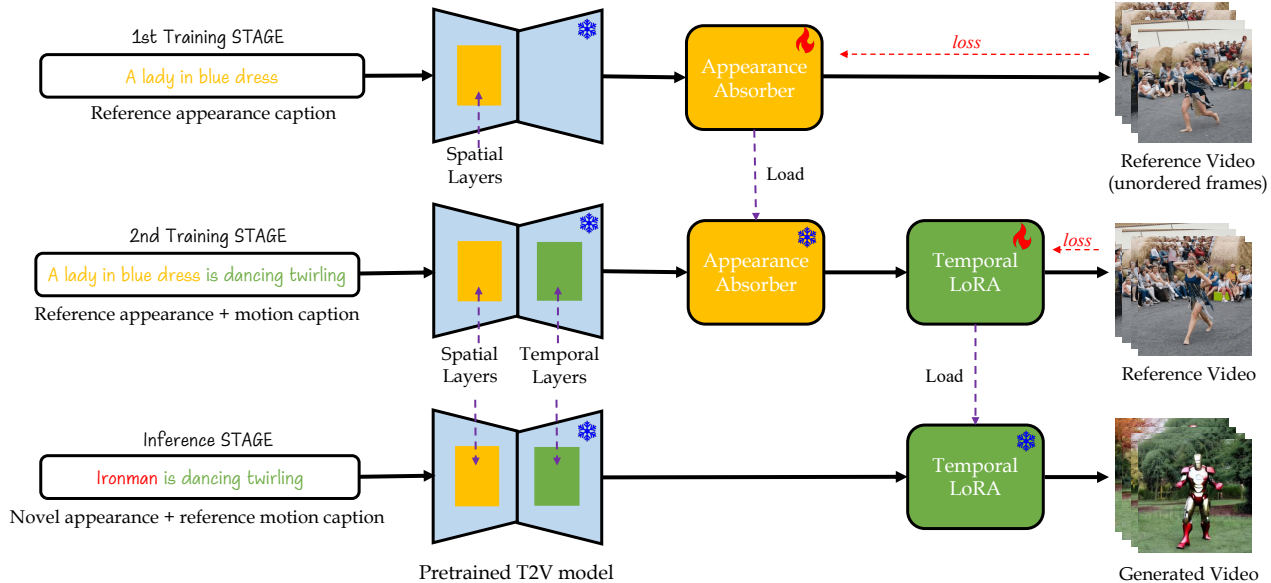 1st Training STAGE
A lady in blue dress
Reference appearance caption
Spatial
Layers
Appearance
Absorber
loss
Reference Video
(unordered frames)
Load
2nd Training STAGE
A lady in blue dress is dancing twirling
Reference appearance + motion caption
Spatial
Layers
Temporal
Layers
Appearance
Absorber
Temporal
LoRA
loss
Reference Video
Load
Inference STAGE
Ironman is dancing twirling
Novel appearance + reference motion caption
Pretrained T2V model
Temporal
LoRA
Generated Video